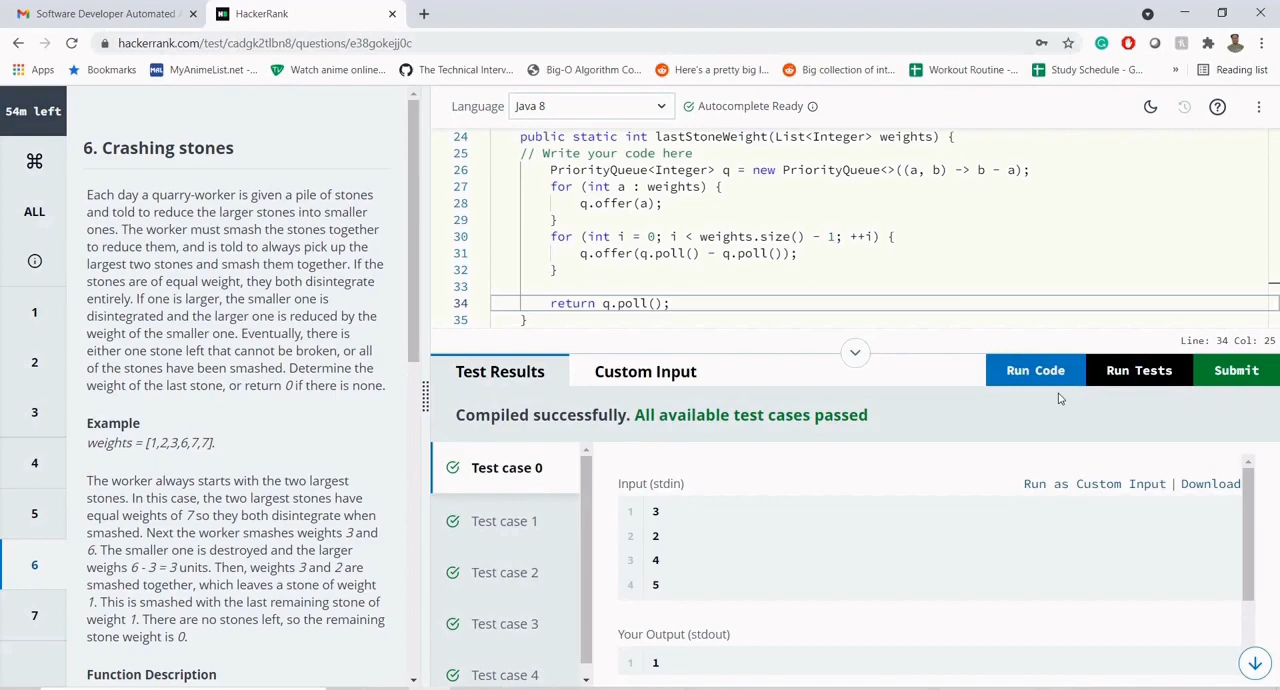 Software Developer Automated A
HackerRank
hackerrank.com/test/cadgk2tlbn8/questions/e38gokejj0c
Apps
Bookmarks
MAL
MyAnimeList.net -...
Watch anime online...
The Technical Interv...
Big-O Algorithm Co...
Here's a pretty big l...
Big collection of int...
Workout Routine -...
Study Schedule - G...
»
Reading list
54m left
ALL
1
2
3
4
5
6
7
6. Crashing stones
Each day a quarry-worker is given a pile of stones
and told to reduce the larger stones into smaller
ones. The worker must smash the stones together
to reduce them, and is told to always pick up the
largest two stones and smash them together. If the
stones are of equal weight, they both disintegrate
entirely. If one is larger, the smaller one is
disintegrated and the larger one is reduced by the
weight of the smaller one. Eventually, there is
either one stone left that cannot be broken, or all
of the stones have been smashed. Determine the
weight of the last stone, or return 0 if there is none.
Example
weights = [1,2,3,6,7,7].
The worker always starts with the two largest
stones. In this case, the two largest stones have
equal weights of 7 so they both disintegrate when
smashed. Next the worker smashes weights 3 and
6. The smaller one is destroyed and the larger
weighs 6 - 3 = 3 units. Then, weights 3 and 2 are
smashed together, which leaves a stone of weight
1. This is smashed with the last remaining stone of
weight 1. There are no stones left, so the remaining
stone weight is 0.
Function Description
Language
Java 8
Autocomplete Ready
24 public static int lastStoneWeight(List<Integer> weights) {
25 // Write your code here
26 PriorityQueue<Integer> q = new PriorityQueue<>((a, b) -> b - a);
27 for (int a : weights) {
28 q.offer(a);
29 }
30 for (int i = 0; i < weights.size() - 1; ++i) {
31 q.offer(q.poll() - q.poll());
32 }
33
34 return q.poll();
35 }
Line: 34 Col: 25
Test Results
Custom Input
Run Code
Run Tests
Submit
Compiled successfully. All available test cases passed
Test case 0
Test case 1
Test case 2
Test case 3
Test case 4
Input (stdin)
Run as Custom Input | Download
1 3
2 2
3 4
4 5
Your Output (stdout)
1 1